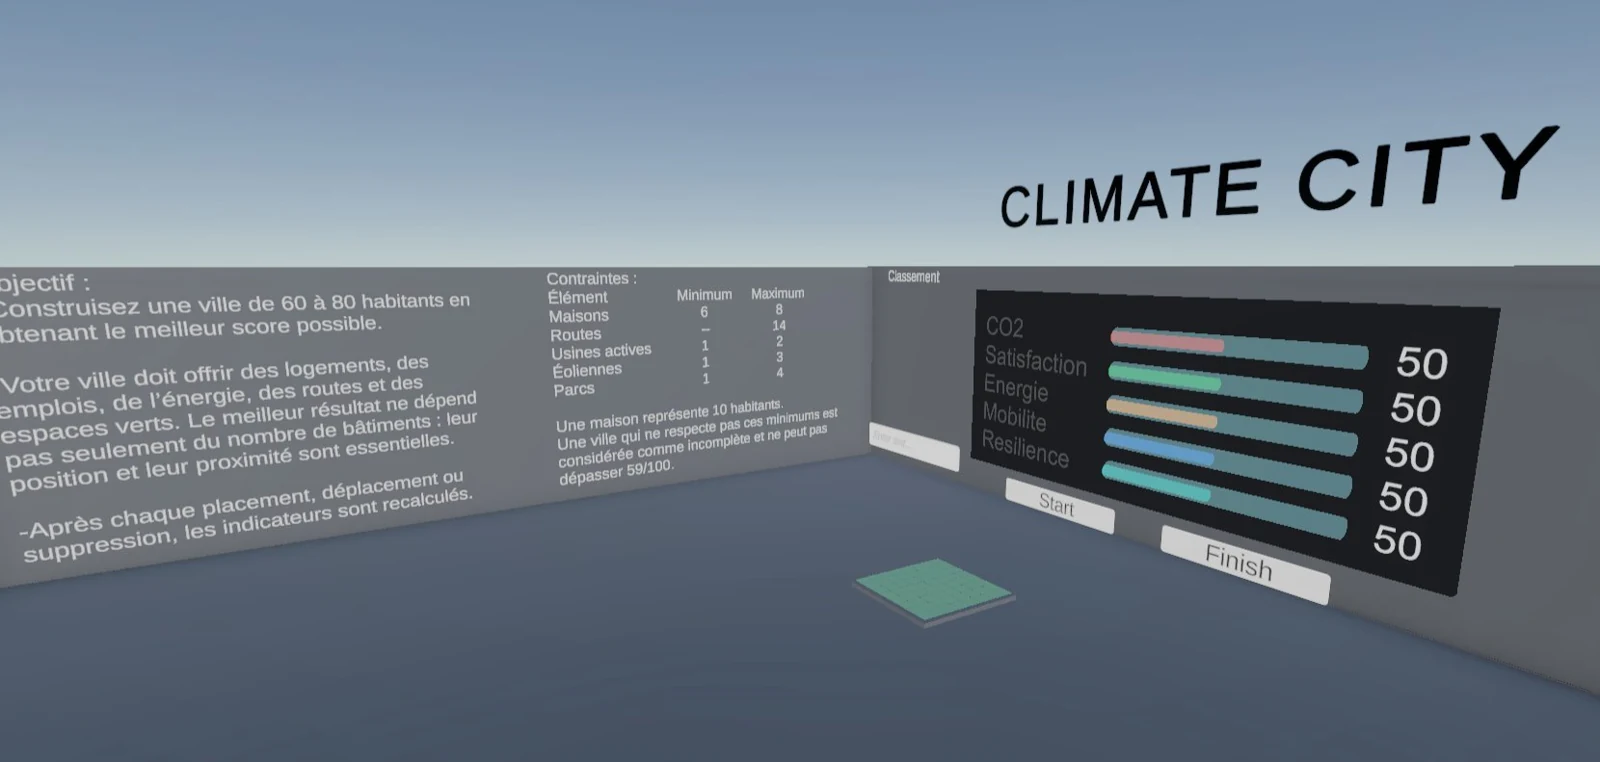 CLIMATE CITY
bjectif :
Construisez une ville de 60 à 80 habitants en
btenant le meilleur score possible.
Votre ville doit offrir des logements, des
emplois, de l'énergie, des routes et des
espaces verts. Le meilleur résultat ne dépend
pas seulement du nombre de bâtiments : leur
position et leur proximité sont essentielles.
-Après chaque placement, déplacement ou
suppression, les indicateurs sont recalculés.
Contraintes :
Élément Minimum Maximum
Maisons 6 8
Routes – 14
Usines actives 1 2
Éoliennes 1 3
Parcs 1 4
Une maison représente 10 habitants.
Une ville qui ne respecte pas ces minimums est
considérée comme incomplète et ne peut pas
dépasser 59/100.
Classement
CO2 50
Satisfaction 50
Energie 50
Mobilite 50
Resilience 50
Start
Finish